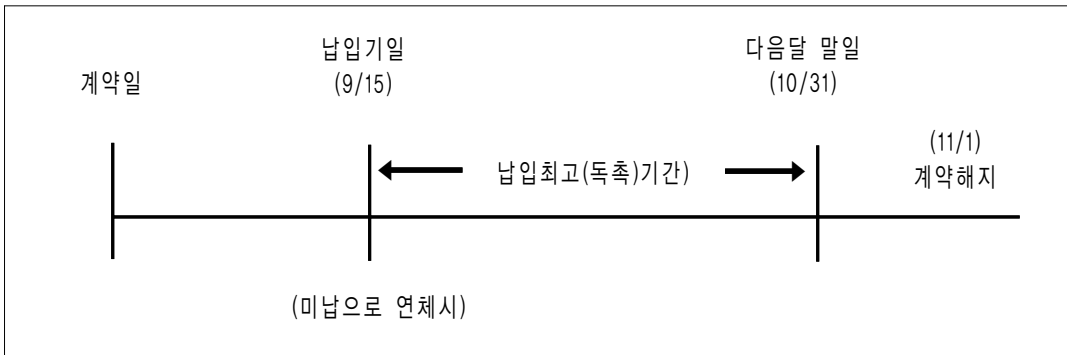 계약일
납입기일
(9/15)
다음달 말일
(10/31)
납입최고(독촉)기간)
(11/1)
계약해지
(미납으로 연체시)